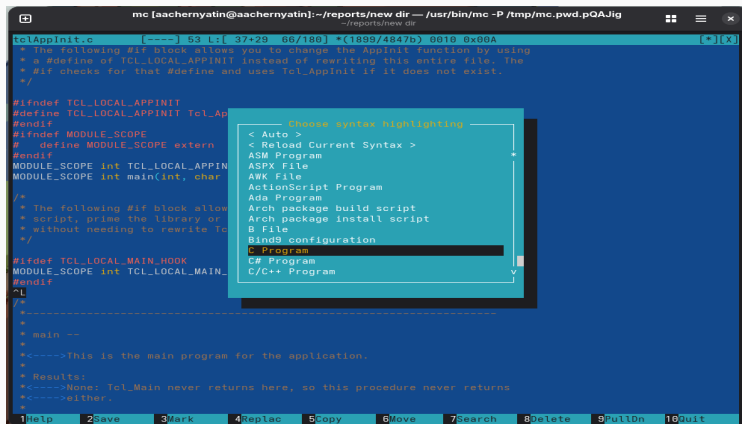 mc [aachernyatin@aachernyatin]:~/reports/new dir — /usr/bin/mc -P /tmp/mc.pwd.pQAJig
~/reports/new dir
tclAppInit.c [----] 53 L:[ 37+29 66/180] *(1899/4847b) 0010 0x00A [*][X]
* The following #if block allows you to change the AppInit function by using
* a #define of TCL_LOCAL_APPINIT instead of rewriting this entire file. The
* #if checks for that #define and uses Tcl_AppInit if it does not exist.
*/
#ifndef TCL_LOCAL_APPINIT
#define TCL_LOCAL_APPINIT Tcl_Ap
#endif
#ifndef MODULE_SCOPE
# define MODULE_SCOPE extern
#endif
MODULE_SCOPE int TCL_LOCAL_APPIN
MODULE_SCOPE int main(int, char
/*
* The following #if block allow
* script, prime the library or
* without needing to rewrite Tc
*/
#ifdef TCL_LOCAL_MAIN_HOOK
MODULE_SCOPE int TCL_LOCAL_MAIN_
#endif
^L
/*
*----------------------------------------------------------------------
*
* main --
*
*<---->This is the main program for the application.
*
* Results:
*<---->None: Tcl_Main never returns here, so this procedure never returns
*<---->either.
*
Choose syntax highlighting
< Auto >
< Reload Current Syntax >
ASM Program
ASPX File
AWK File
ActionScript Program
Ada Program
Arch package build script
Arch package install script
B File
Bind9 configuration
C Program
C# Program
C/C++ Program
1Help 2Save 3Mark 4Replac 5Copy 6Move 7Search 8Delete 9PullDn 10Quit